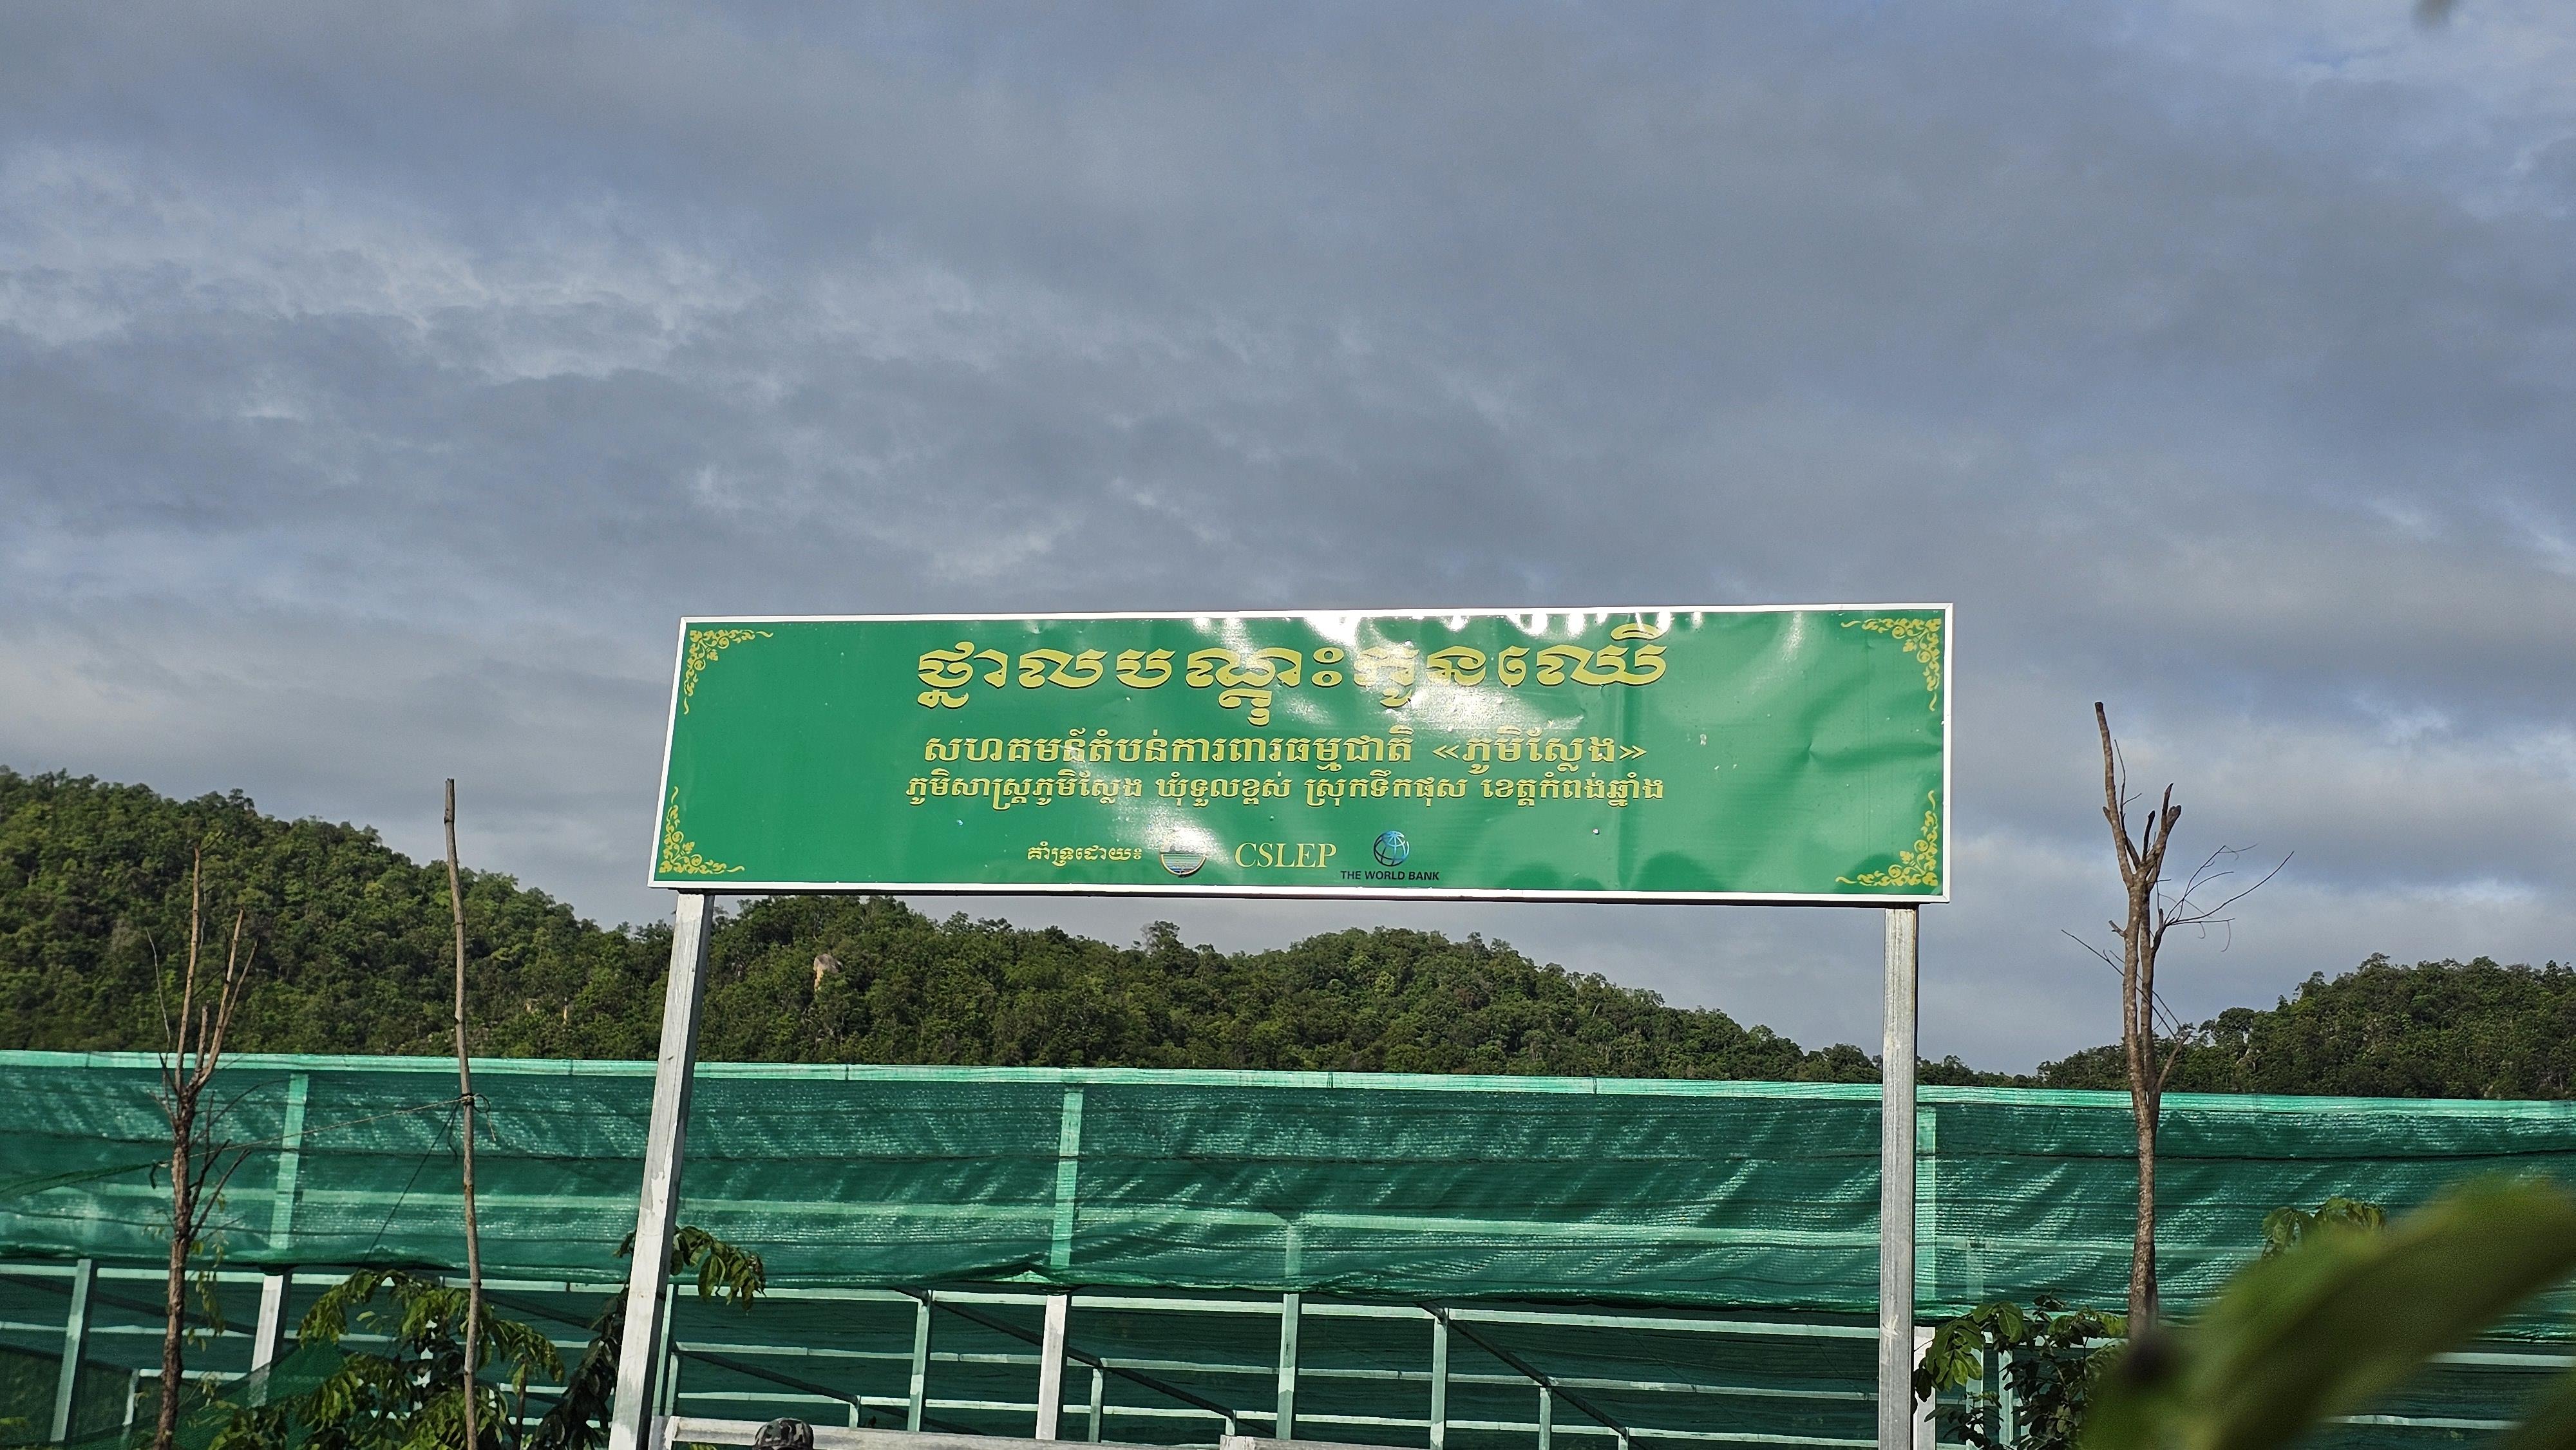 ថ្នាលបណ្តុះកូនឈើ
សហគមន៍តំបន់ការពារធម្មជាតិ «ភូមិស្លែង»
ភូមិសាស្ត្រភូមិស្លែង ឃុំទួលខ្ពស់ ស្រុកទឹកផុស ខេត្តកំពង់ឆ្នាំង
គាំទ្រដោយ៖ CSLEP THE WORLD BANK